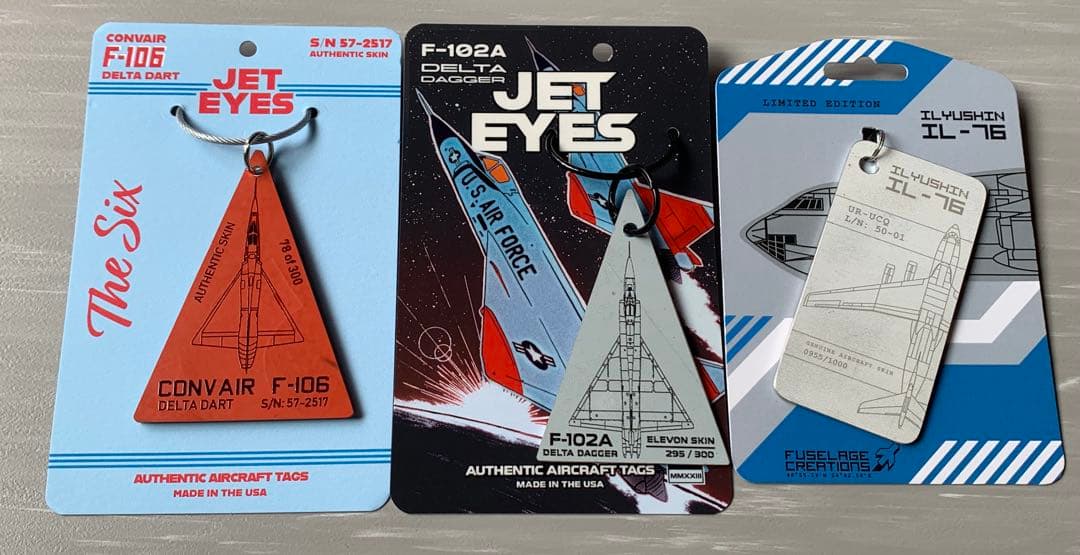 CONVAIR
F-106
DELTA DART
S/N 57-2517
AUTHENTIC SKIN
JET
EYES
The Six
AUTHENTIC SKIN
78 of 300
CONVAIR F-106
DELTA DART S/N: 57-2517
AUTHENTIC AIRCRAFT TAGS
MADE IN THE USA
F-102A
DELTA
DAGGER
JET
EYES
U.S. AIR FORCE
F-102A
DELTA DAGGER
ELEVON SKIN
295 / 300
AUTHENTIC AIRCRAFT TAGS
MADE IN THE USA
MMXXIII
LIMITED EDITION
ILYUSHIN
IL-76
ILYUSHIN
IL-76
UR-UCQ
L/N: 50-01
GENUINE AIRCRAFT SKIN
0955/1000
FUSELAGE
CREATIONS